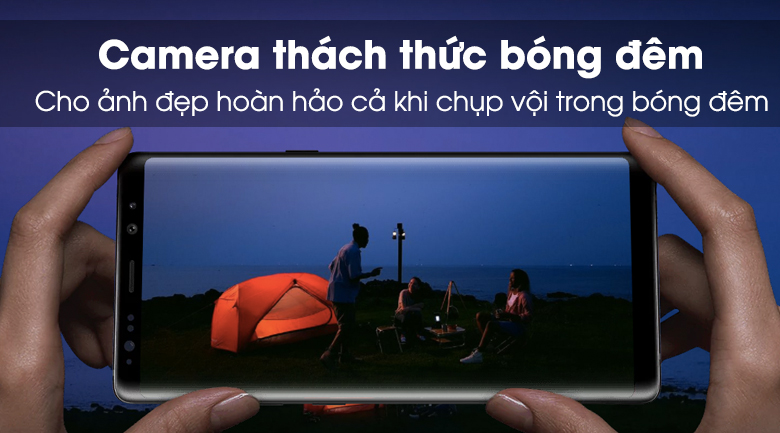 Camera thách thức bóng đêm
Cho ảnh đẹp hoàn hảo cả khi chụp vội trong bóng đêm